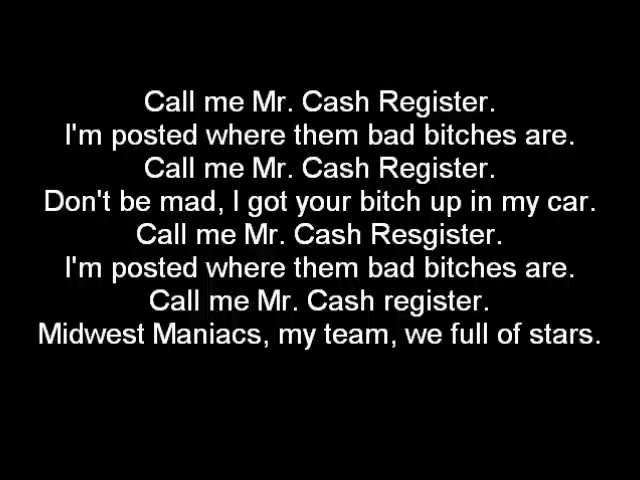 Call me Mr. Cash Register.
I'm posted where them bad bitches are.
Call me Mr. Cash Register.
Don't be mad, I got your bitch up in my car.
Call me Mr. Cash Resgister.
I'm posted where them bad bitches are.
Call me Mr. Cash register.
Midwest Maniacs, my team, we full of stars.